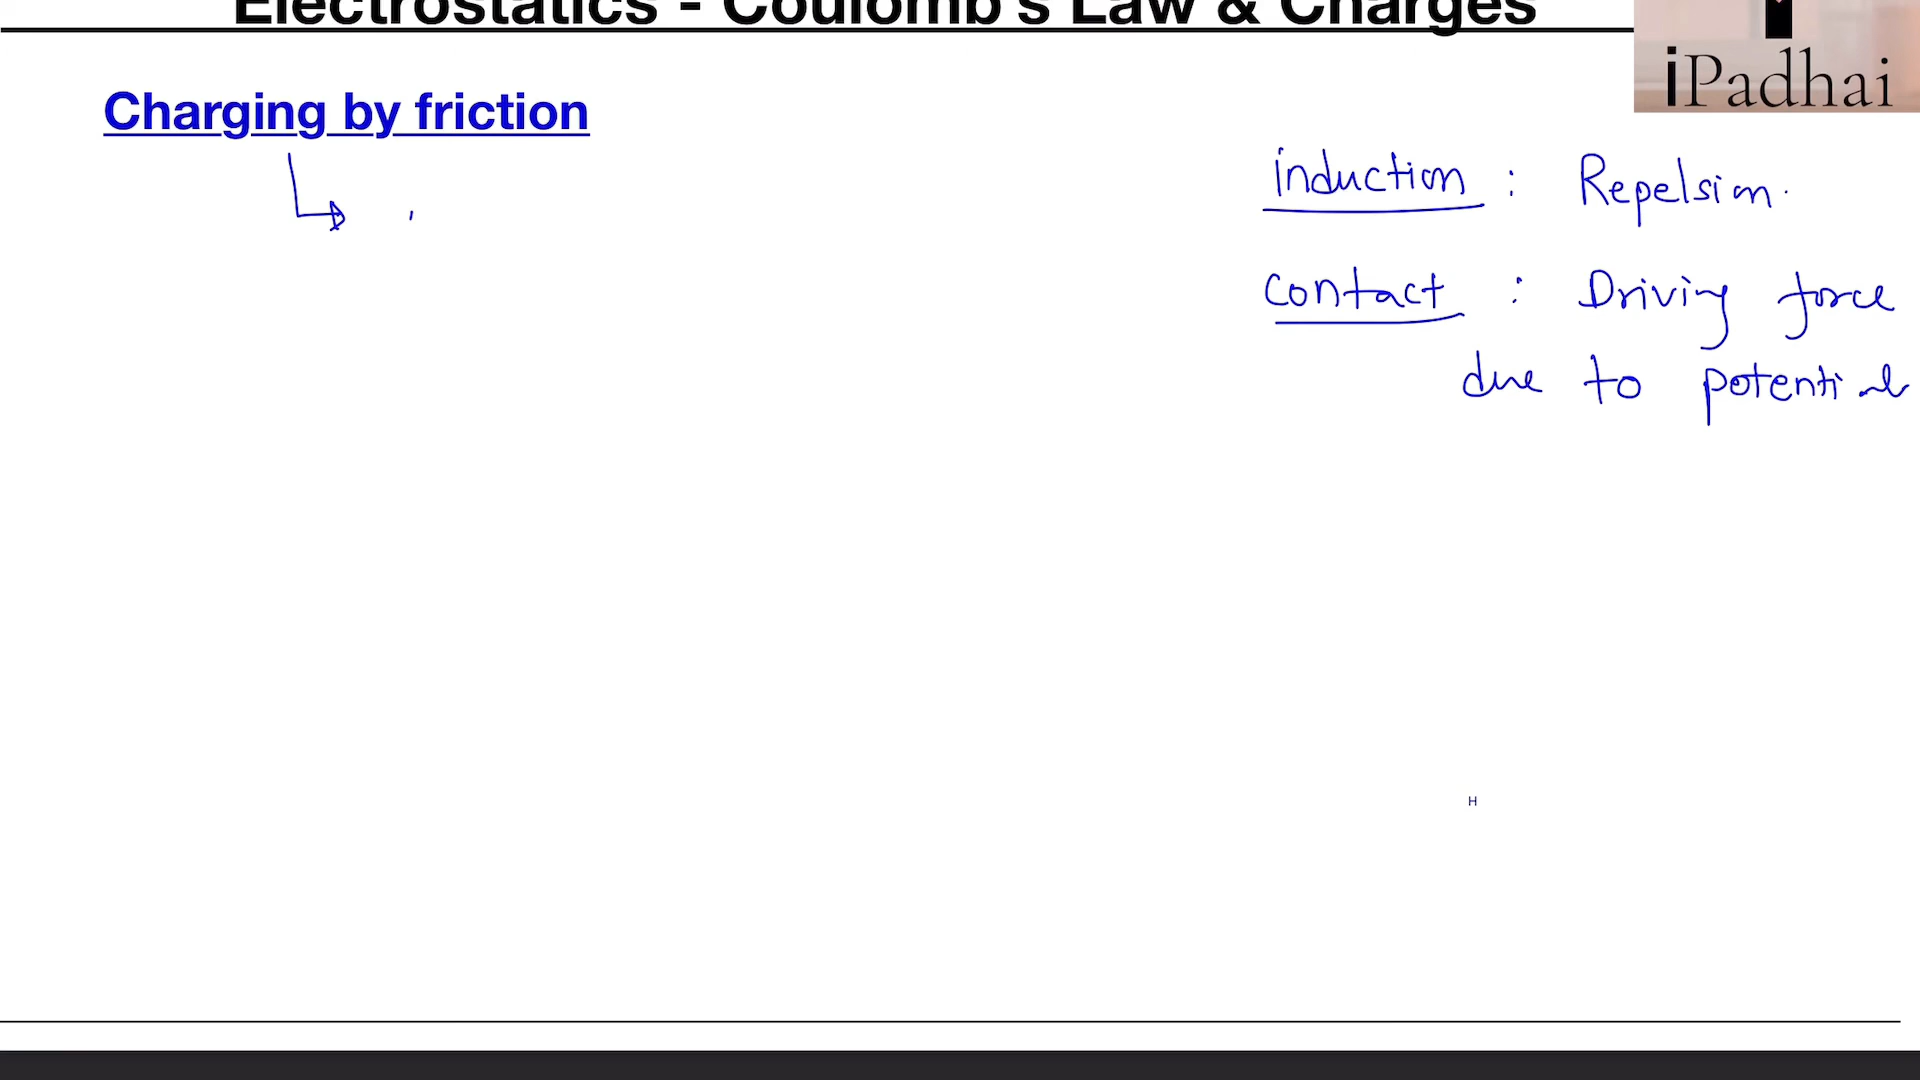 Electrostatics - Coulomb's Law & Charges
iPadhai
Charging by friction
induction : Repelsion.
contact : Driving force
due to potential
H